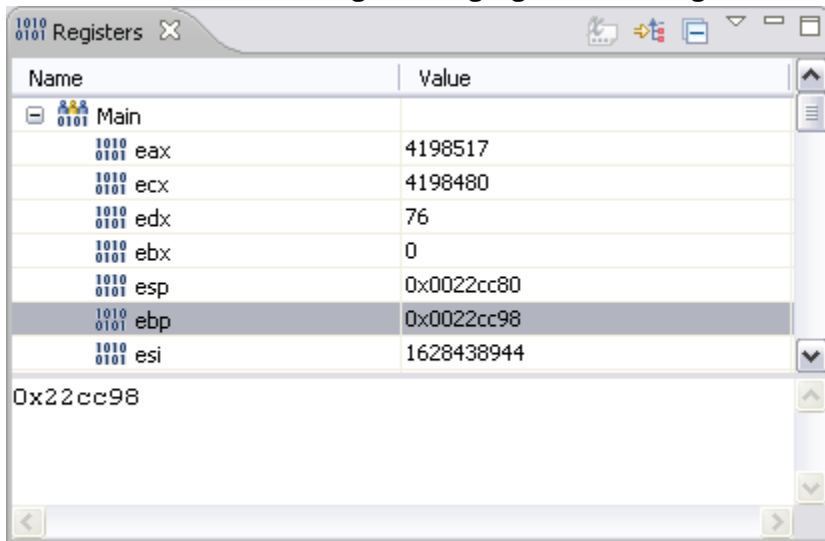 Registers
Name Value
Main
eax 4198517
ecx 4198480
edx 76
ebx 0
esp 0x0022cc80
ebp 0x0022cc98
esi 1628438944
0x22cc98